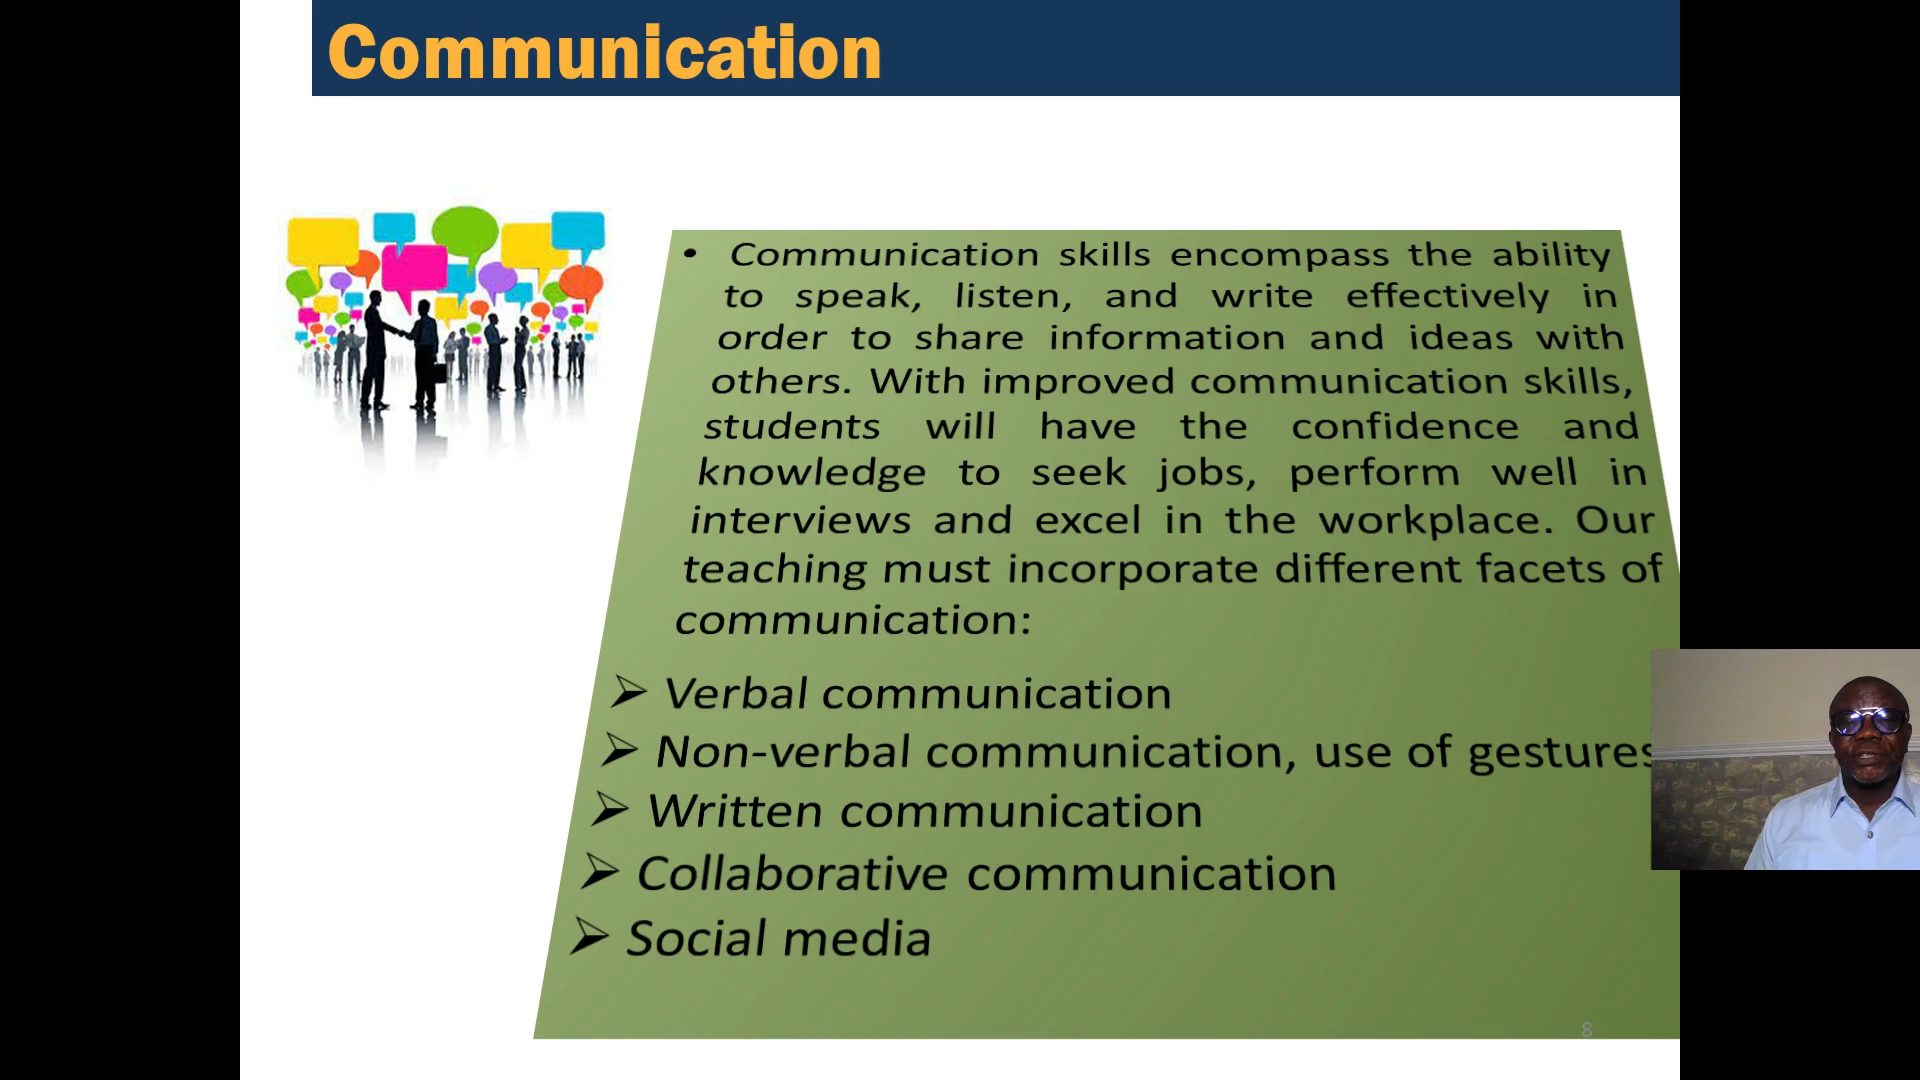 Communication
• Communication skills encompass the ability
to speak, listen, and write effectively in
order to share information and ideas with
others. With improved communication skills,
students will have the confidence and
knowledge to seek jobs, perform well in
interviews and excel in the workplace. Our
teaching must incorporate different facets of
communication:
➢ Verbal communication
➢ Non-verbal communication, use of gestures
➢ Written communication
➢ Collaborative communication
➢ Social media
8